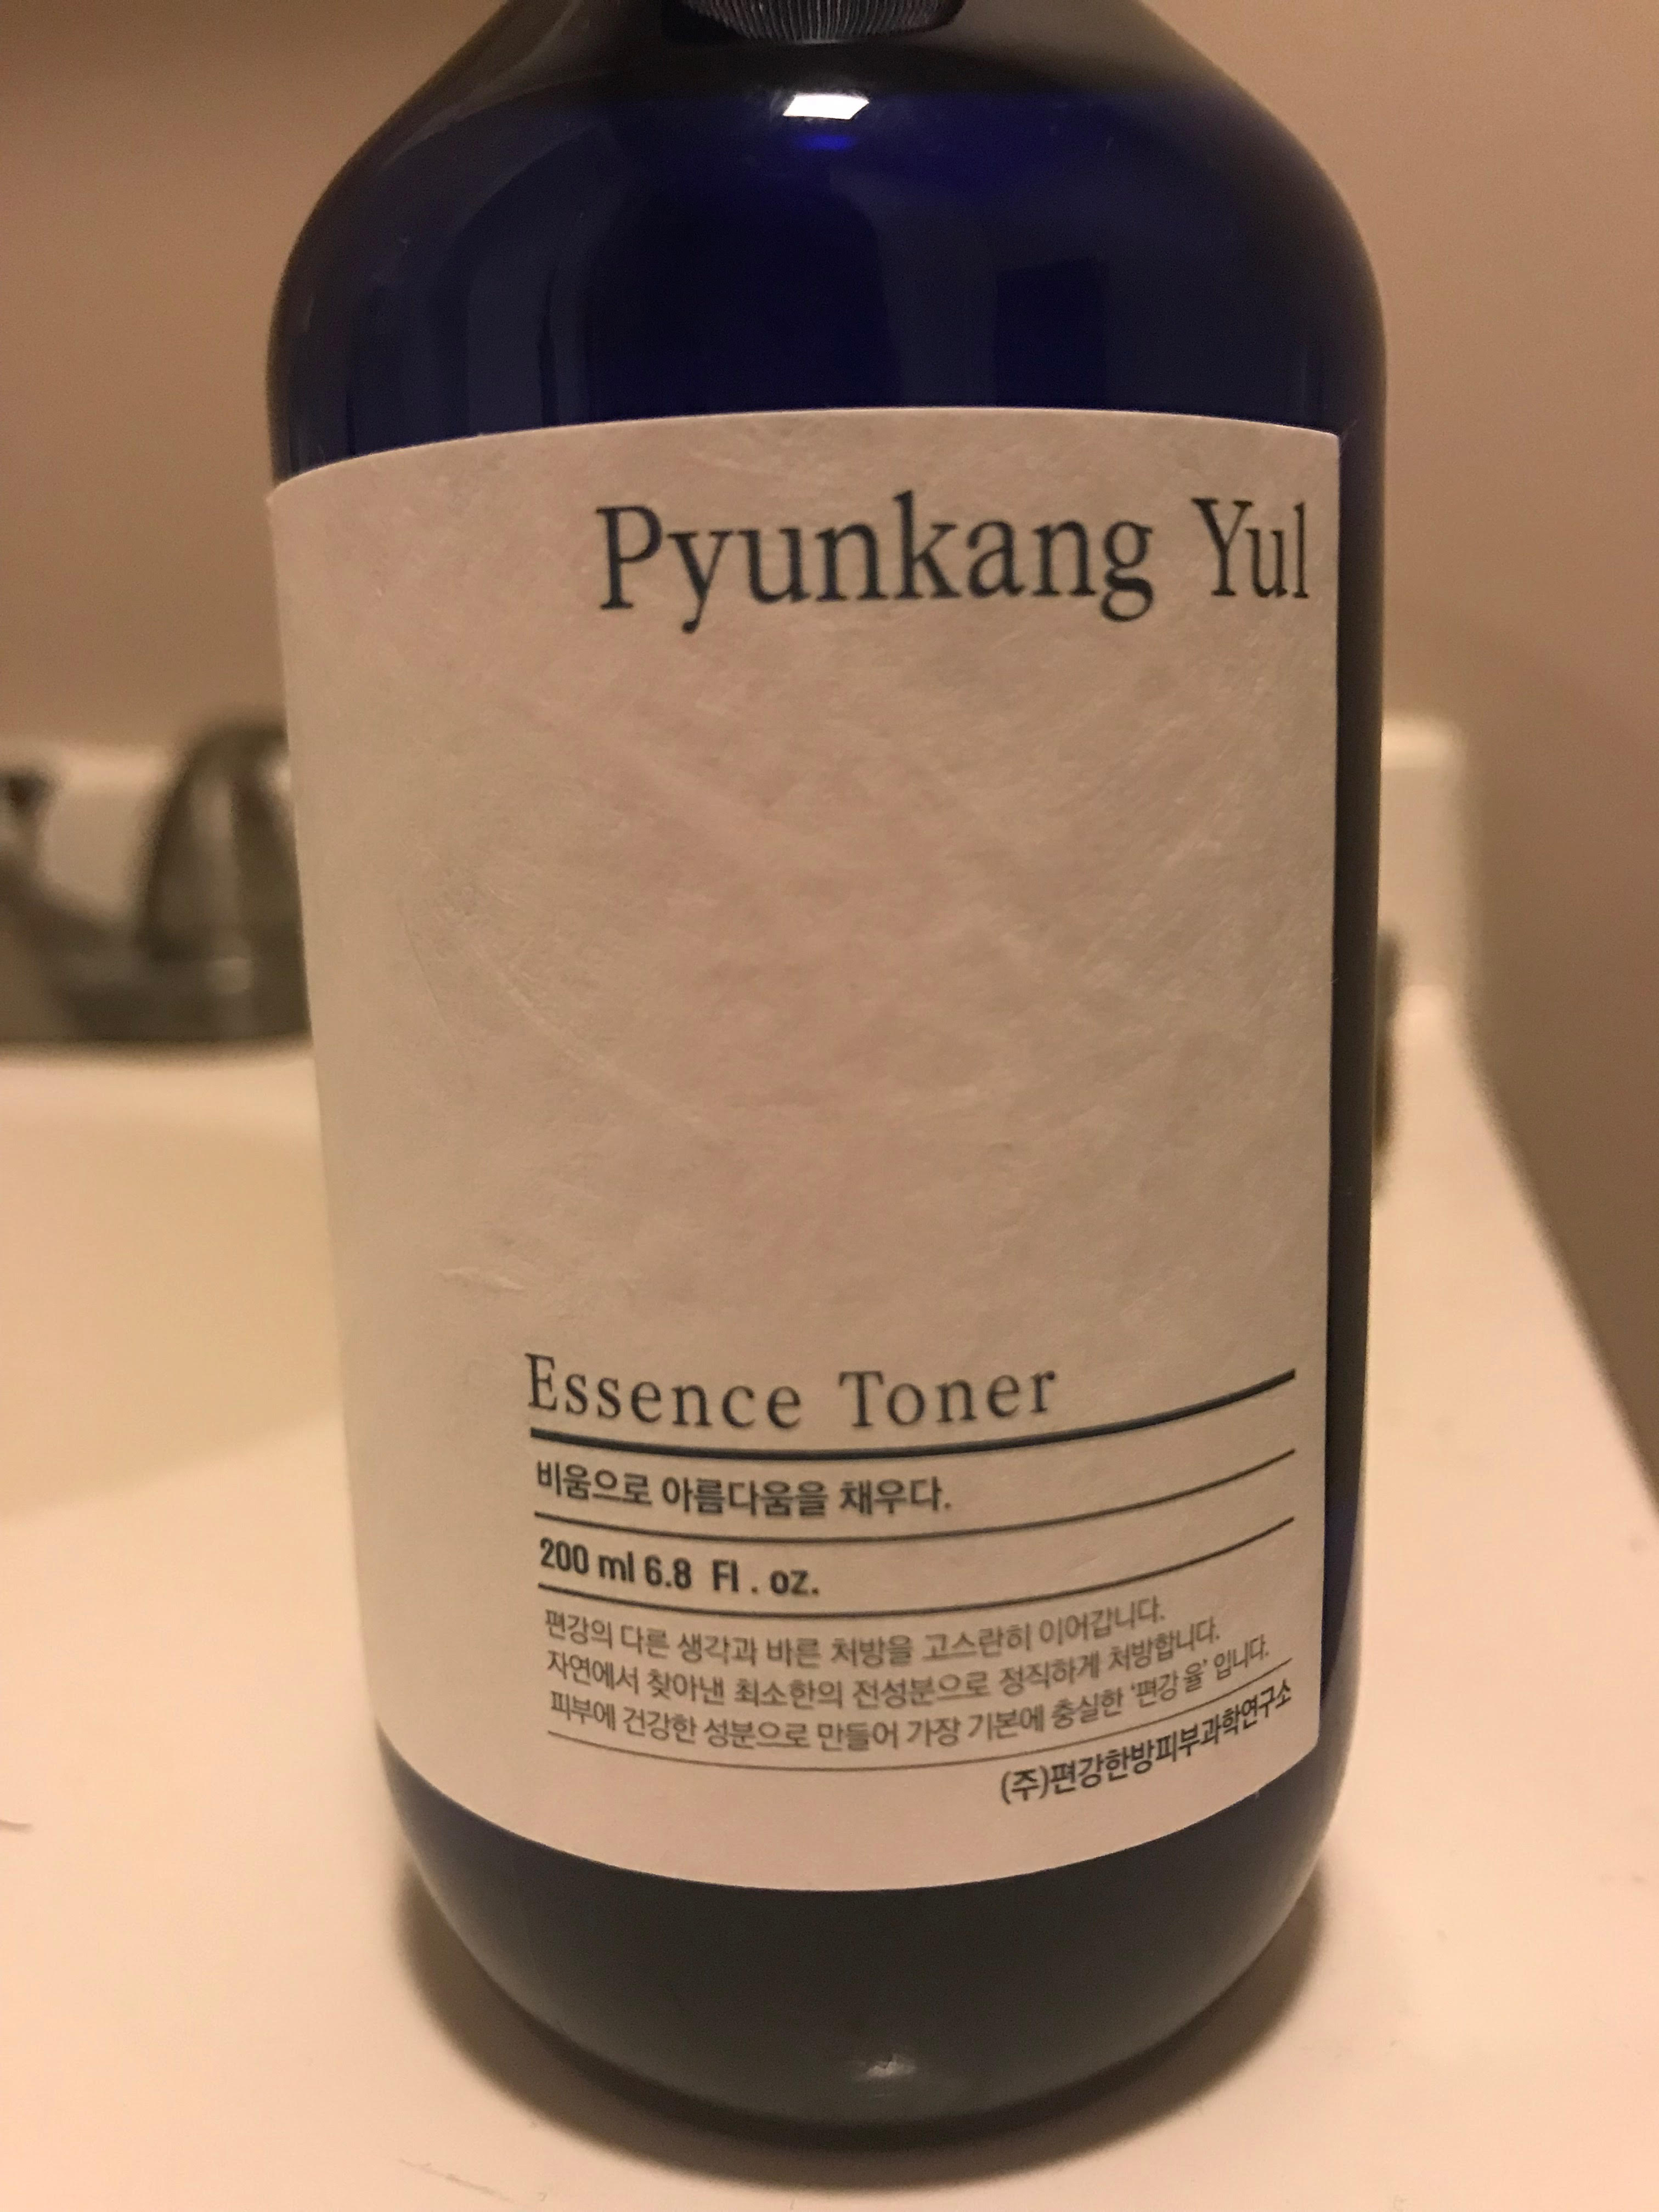 Pyunkang Yul
Essence Toner
비움으로 아름다움을 채우다.
200 ml 6.8 Fl . oz.
편강의 다른 생각과 바른 처방을 고스란히 이어갑니다.
자연에서 찾아낸 최소한의 전성분으로 정직하게 처방합니다.
피부에 건강한 성분으로 만들어 가장 기본에 충실한 '편강 율' 입니다.
(주)편강한방피부과학연구소